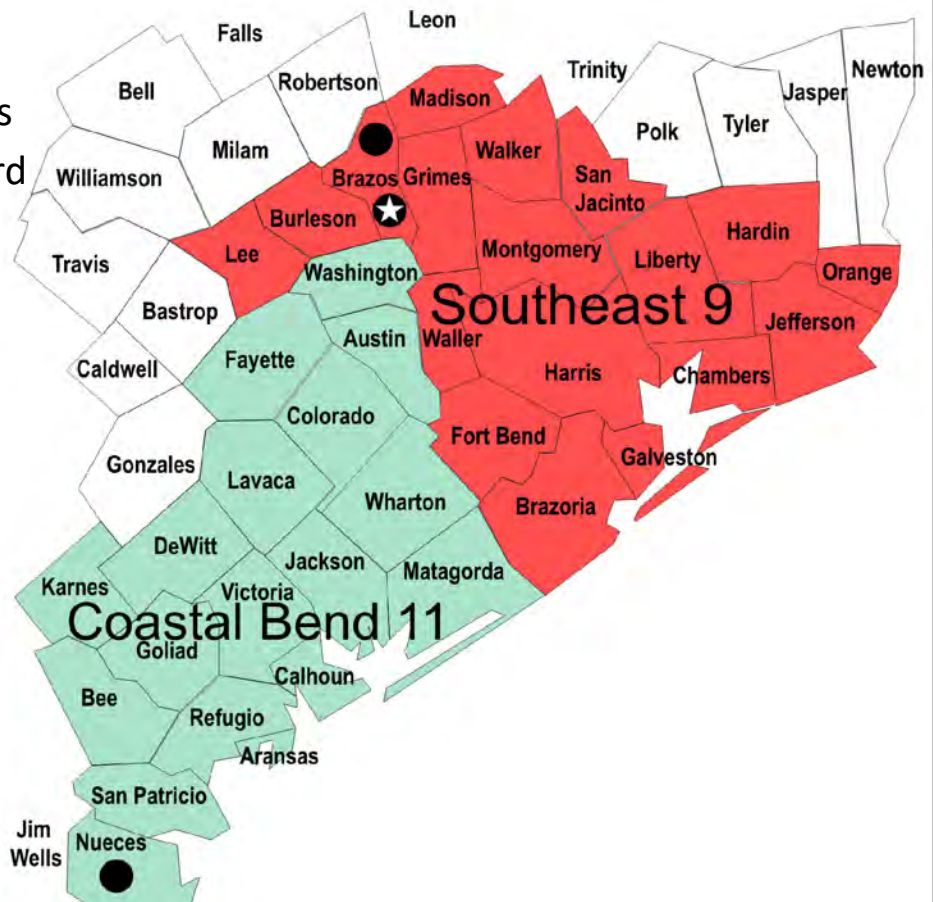 Leon
Falls
Trinity
Newton
Robertson
Jasper
Bell
Madison
s
Polk
Tyler
Milam
Walker
rd
Williamson
Brazos Grimes
San
Jacinto
Burleson
Hardin
Montgomery
Lee
Liberty
Travis
Washington
Orange
Southeast 9
Bastrop
Jefferson
Austin
Waller
Fayette
Caldwell
Harris
Chambers
Colorado
Fort Bend
Galveston
Gonzales
Lavaca
Wharton
Brazoria
DeWitt
Jackson
Matagorda
Karnes
Victoria
Coastal Bend 11
Goliad
Calhoun
Bee
Refugio
Aransas
San Patricio
Jim
Wells
Nueces